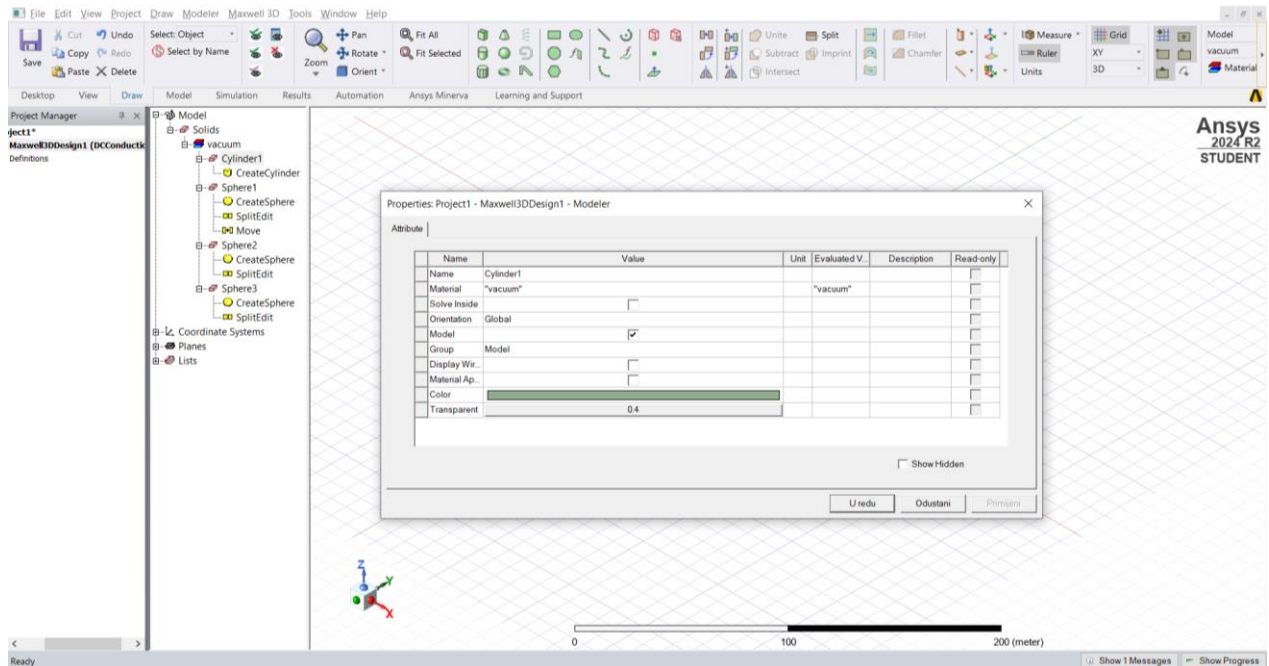 File Edit View Project Draw Modeler Maxwell 3D Tools Window Help
Save
Cut
Copy
Paste
Undo
Redo
Delete
Select: Object
Select by Name
Zoom
Pan
Rotate
Orient
Fit All
Fit Selected
Unite
Subtract
Intersect
Split
Imprint
Fillet
Chamfer
Measure
Ruler
Units
Grid
XY
3D
Model
vacuum
Material
Desktop View Draw Model Simulation Results Automation Ansys Minerva Learning and Support
Project Manager
ject1*
Maxwell3DDesign1 (DCConductic
Definitions
Model
Solids
vacuum
Cylinder1
CreateCylinder
Sphere1
CreateSphere
SplitEdit
Move
Sphere2
CreateSphere
SplitEdit
Sphere3
CreateSphere
SplitEdit
Coordinate Systems
Planes
Lists
Ansys
2024 R2
STUDENT
Properties: Project1 - Maxwell3DDesign1 - Modeler
Attribute
Name Value Unit Evaluated V... Description Read-only
Name Cylinder1
Material "vacuum" "vacuum"
Solve Inside
Orientation Global
Model
Group Model
Display Wir...
Material Ap...
Color
Transparent 0.4
Show Hidden
U redu Odustani Primijeni
Z
Y
X
0 100 200 (meter)
Ready
Show 1 Messages Show Progress